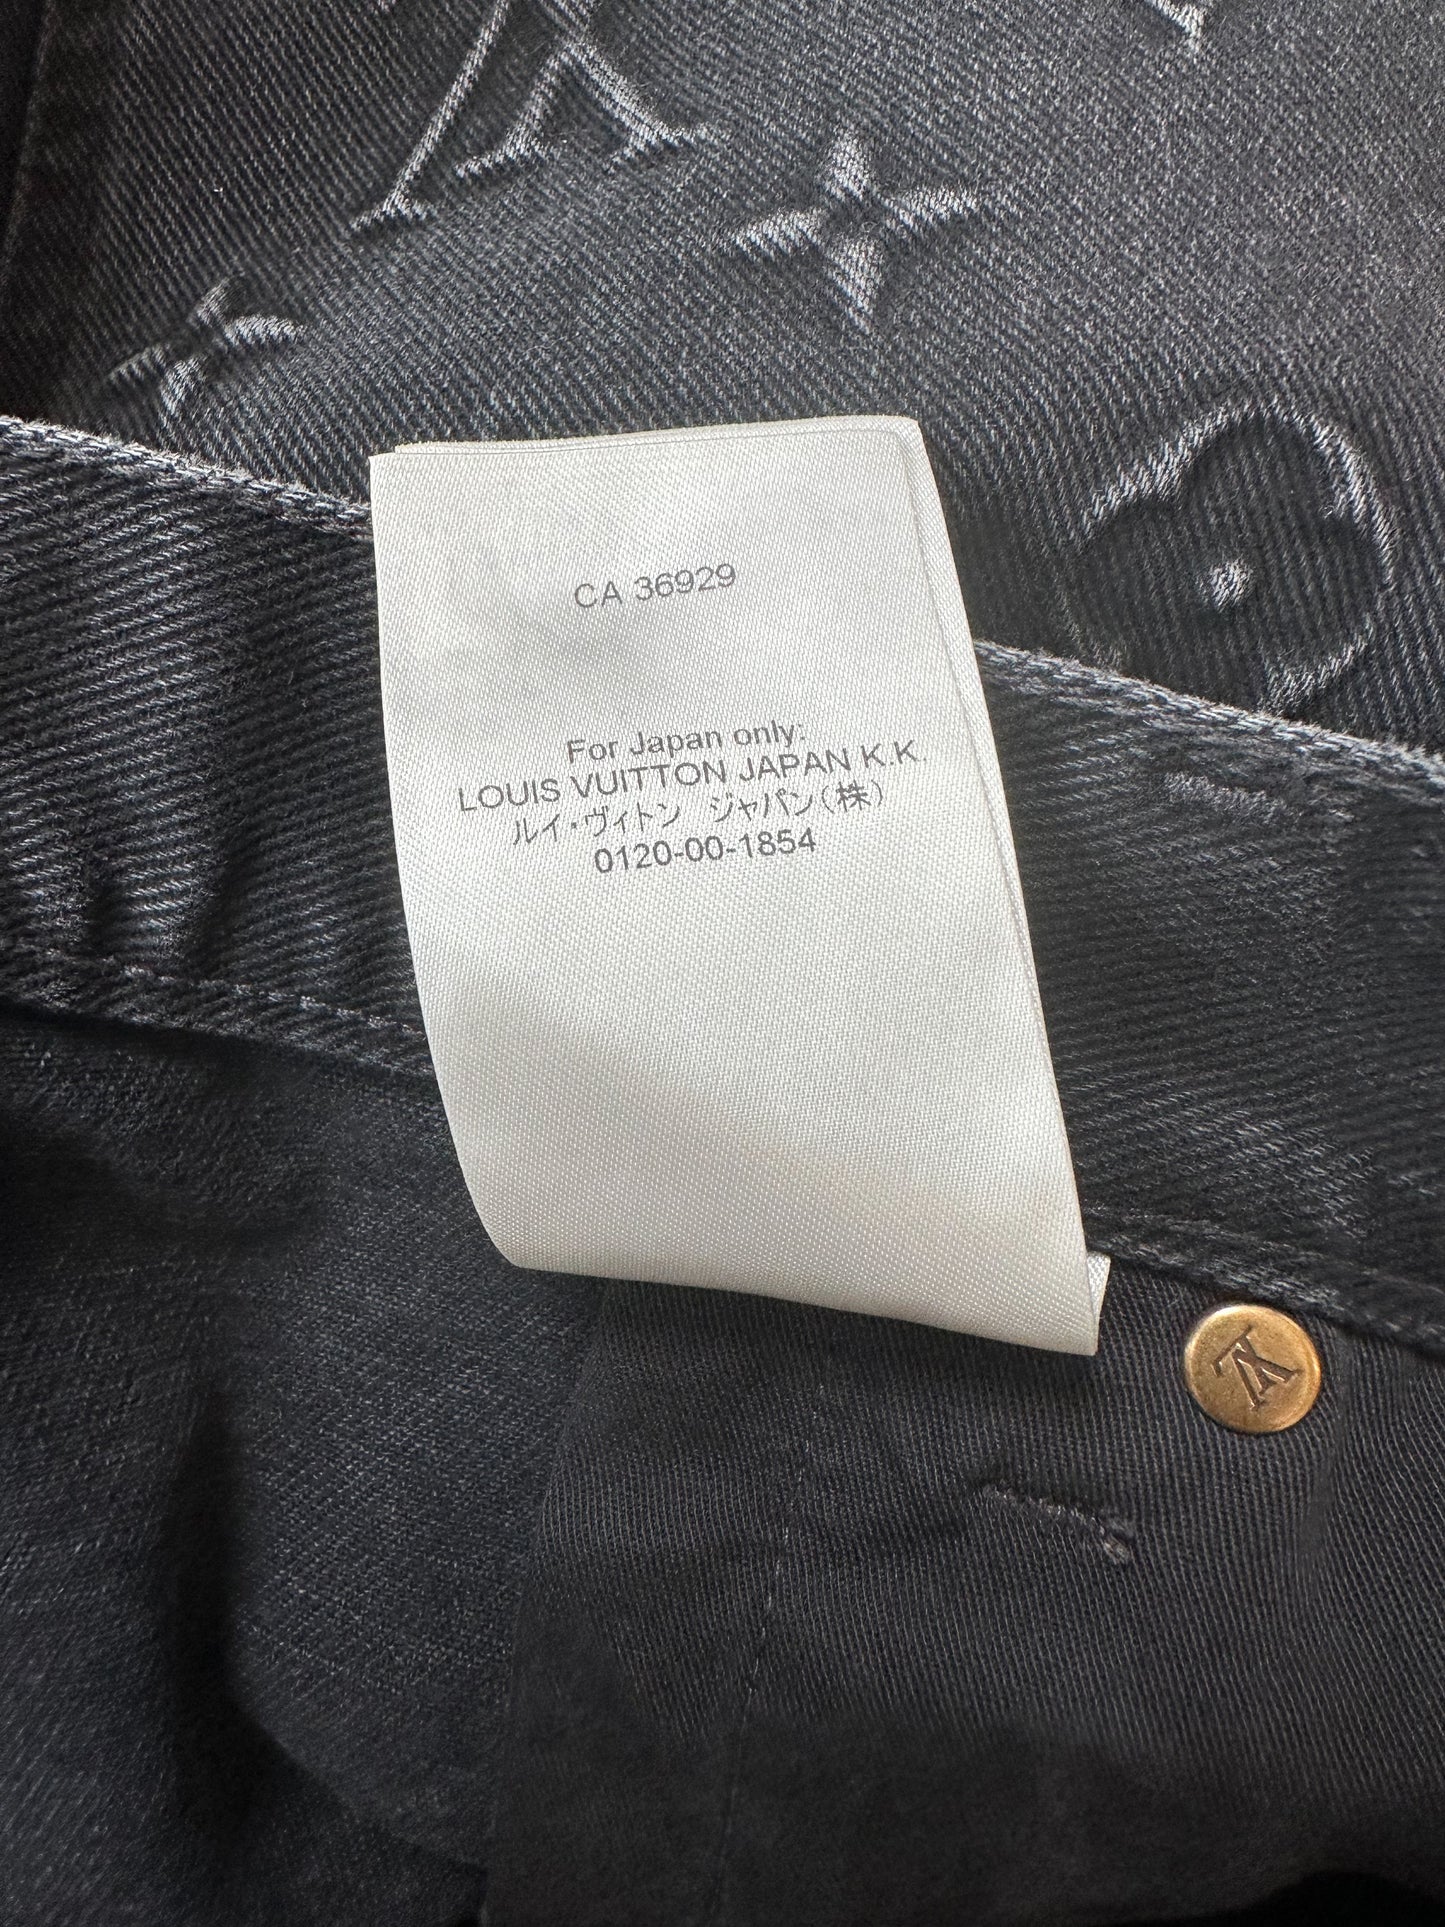 CA 36929
For Japan only:
LOUIS VUITTON JAPAN K.K.
ルイ・ヴィトン ジャパン(株)
0120-00-1854
LV